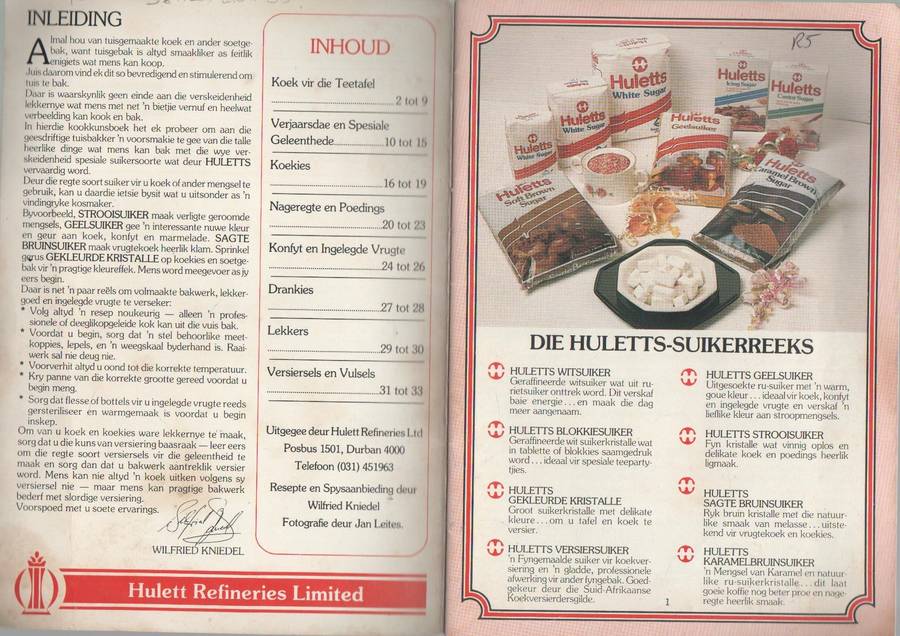 INLEIDING
Almal hou van tuisgemaakte koek en ander soetge-
bak, want tuisgebak is altyd smaakliker as feitlik
enigiets wat mens kan koop.
Juis daarom vind ek dit so bevredigend en stimulerend om
tuis te bak.
Daar is waarskynlik geen einde aan die verskeidenheid
lekkernye wat mens met net 'n bietjie vernuf en heelwat
verbeelding kan kook en bak.
In hierdie kookkunsboek het ek probeer om aan die
geesdriftige tuisbakker 'n voorsmakie te gee van die talle
heerlike dinge wat mens kan bak met die wye ver-
skeidenheid spesiale suikersoorte wat deur HULETTS
vervaardig word.
Deur die regte soort suiker vir u koek of ander mengsel te
gebruik, kan u daardie ietsie bysit wat u uitsonder as 'n
vindingryke kosmaker.
Byvoorbeeld, STROOISUIKER maak verligte geroomde
mengsels, GEELSUIKER gee 'n interessante nuwe kleur
en geur aan koek, konfyt en marmelade. SAGTE
BRUINSUIKER maak vrugtekoek heerlik klam. Sprinkel
gerus GEKLEURDE KRISTALLE op koekies en soetge-
bak vir 'n pragtige kleureffek. Mens word meegevoer as jy
eers begin.
Daar is net 'n paar reëls om volmaakte bakwerk, lekker-
goed en ingelegde vrugte te verseker:
* Volg altyd 'n resep noukeurig — alleen 'n profes-
sionele of deeglikopgeleide kok kan uit die vuis bak.
* Voordat u begin, sorg dat 'n stel behoorlike meet-
koppies, lepels, en 'n weegskaal byderhand is. Raai-
werk sal nie deug nie.
* Voorverhit altyd u oond tot die korrekte temperatuur.
* Kry panne van die korrekte grootte gereed voordat u
begin meng.
* Sorg dat flesse of bottels vir u ingelegde vrugte reeds
gersteriliseer en warmgemaak is voordat u begin
inskep.
Om van u koek en koekies ware lekkernye te maak,
sorg dat u die kuns van versiering baasraak — leer eers
om die regte soort versiersels vir die geleentheid te
maak en sorg dan dat u bakwerk aantreklik versier
word. Mens kan nie altyd 'n koek uitken volgens sy
versiersel nie — maar mens kan pragtige bakwerk
bederf met slordige versiering.
Voorspoed met u soete ervarings.
WILFRIED KNIEDEL
Hulett Refineries Limited
INHOUD
Koek vir die Teetafel
2 tot 9
Verjaarsdae en Spesiale
Geleenthede 10 tot 15
Koekies
16 tot 19
Nageregte en Poedings
20 tot 23
Konfyt en Ingelegde Vrugte
24 tot 26
Drankies
27 tot 28
Lekkers
29 tot 30
Versiersels en Vulsels
31 tot 33
Uitgegee deur Hulett Refineries Ltd
Posbus 1501, Durban 4000
Telefoon (031) 451963
Resepte en Spysaanbieding deur
Wilfried Kniedel
Fotografie deur Jan Leites.
R5
Huletts
White Sugar
Huletts
White Sugar
Huletts
White Sugar
Huletts
Geelsuiker
Huletts
Icing Sugar
Huletts
Castor Sugar
Huletts
Soft Brown
Sugar
Huletts
Caramel Brown
Sugar
DIE HULETTS-SUIKERREEKS
HULETTS WITSUIKER
Geraffineerde witsuiker wat uit ru-
rietsuiker onttrek word. Dit verskaf
baie energie...en maak die dag
meer aangenaam.
HULETTS BLOKKIESUIKER
Geraffineerde wit suikerkristalle wat
in tablette of blokkies saamgedruk
word...ideaal vir spesiale teeparty-
tjies.
HULETTS
GEKLEURDE KRISTALLE
Groot suikerkristalle met delikate
kleure...om u tafel en koek te
versier.
HULETTS VERSIERSUIKER
'n Fyngemaalde suiker vir koekver-
siering en 'n gladde, professionele
afwerking vir ander fyngebak. Goed-
gekeur deur die Suid-Afrikaanse
Koekversierdersgilde.
HULETTS GEELSUIKER
Uitgesoekte ru-suiker met 'n warm,
goue kleur...ideaal vir koek, konfyt
en ingelegde vrugte en verskaf 'n
lieflike kleur aan stroopmengsels.
HULETTS STROOISUIKER
Fyn kristalle wat vinnig oplos en
delikate koek en poedings heerlik
ligmaak.
HULETTS
SAGTE BRUINSUIKER
Ryk bruin kristalle met die natuur-
like smaak van melasse...uitste-
kend vir vrugtekoek en koekies.
HULETTS
KARAMELBRUINSUIKER
'n Mengsel van Karamel en natuur-
like ru-suikerkristalle...dit laat
goeie koffie nog beter proe en nage-
regte heerlik smaak.
1